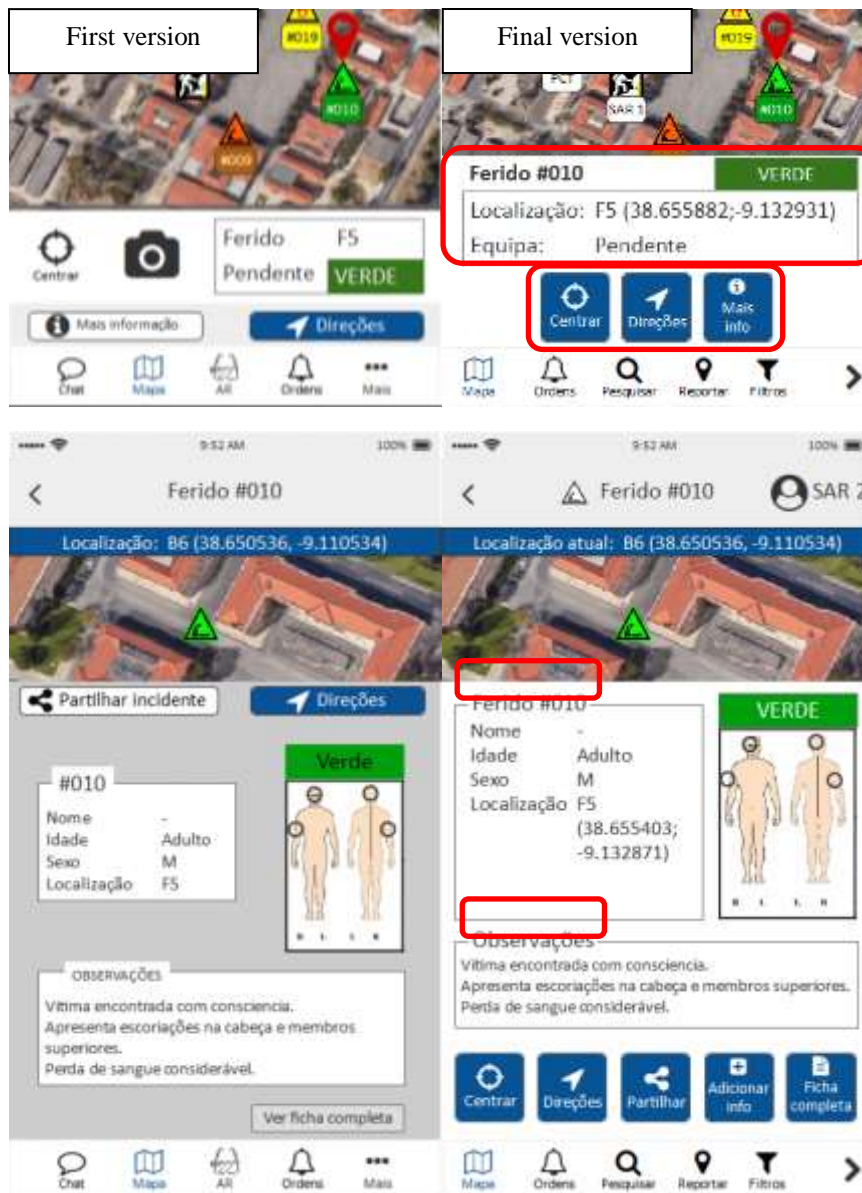 First version
#019
#010
#009
Ferido F5
Pendente VERDE
Centrar
Mais informação
Direções
Chat Mapa AR Ordens Mais
Final version
#019
SAR 1
#010
Ferido #010 VERDE
Localização: F5 (38.655882;-9.132931)
Equipa: Pendente
Centrar Direções Mais info
Mapa Ordens Pesquisar Reportar Filtros
9:52 AM 100%
Ferido #010
Localização: B6 (38.650536, -9.110534)
Partilhar incidente
Direções
Verde
#010
Nome -
Idade Adulto
Sexo M
Localização F5
OBSERVAÇÕES
Vítima encontrada com consciencia.
Apresenta escoriações na cabeça e membros
superiores.
Perda de sangue considerável.
Ver ficha completa
Chat Mapa AR Ordens Mais
9:52 AM 100%
Ferido #010 SAR 2
Localização atual: B6 (38.650536, -9.110534)
Ferido #010
VERDE
Nome -
Idade Adulto
Sexo M
Localização F5
(38.655403;
-9.132871)
Observações
Vítima encontrada com consciencia.
Apresenta escoriações na cabeça e membros superiores.
Perda de sangue considerável.
Centrar Direções Partilhar Adicionar info Ficha completa
Mapa Ordens Pesquisar Reportar Filtros